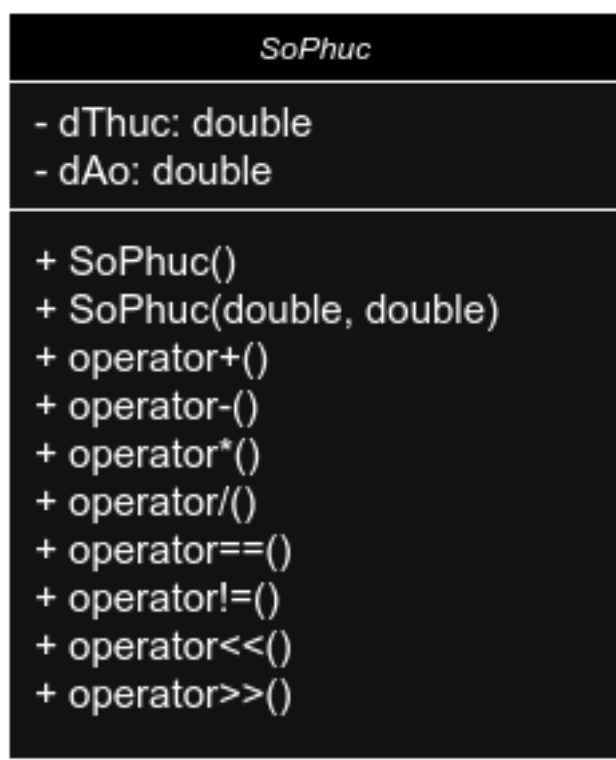 SoPhuc
- dThuc: double
- dAo: double
+ SoPhuc()
+ SoPhuc(double, double)
+ operator+()
+ operator-()
+ operator*()
+ operator/()
+ operator==()
+ operator!=()
+ operator<<()
+ operator>>()